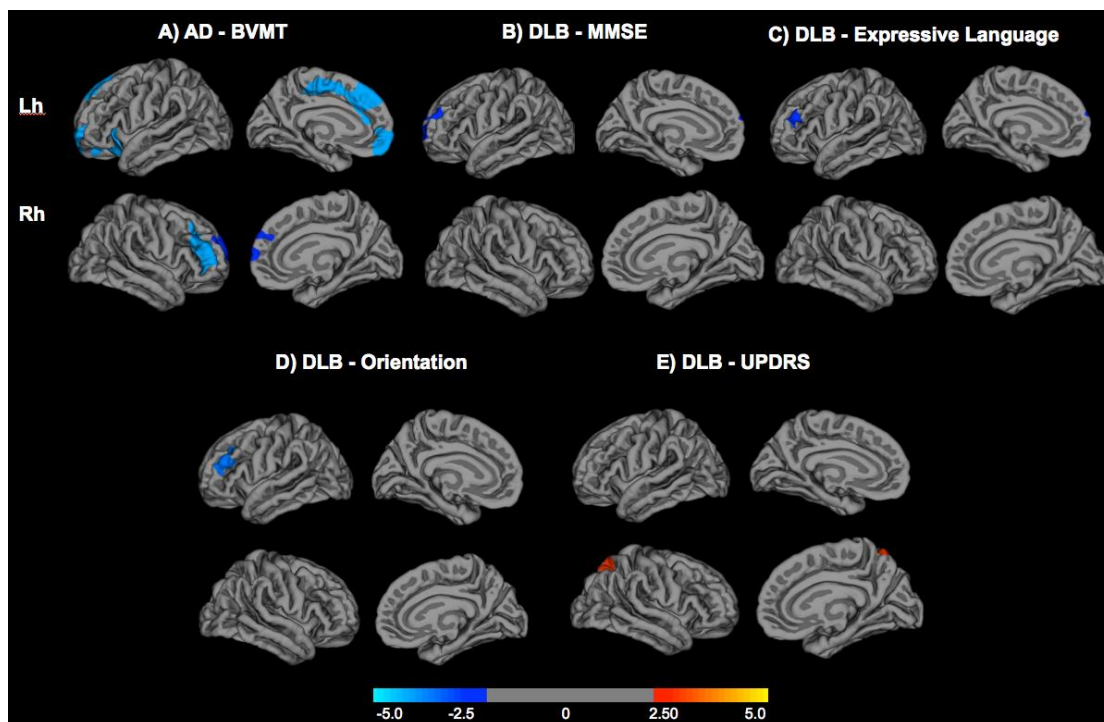 A) AD - BVMT
B) DLB - MMSE
C) DLB - Expressive Language
Lh
Rh
D) DLB - Orientation
E) DLB - UPDRS
-5.0 -2.5 0 2.50 5.0